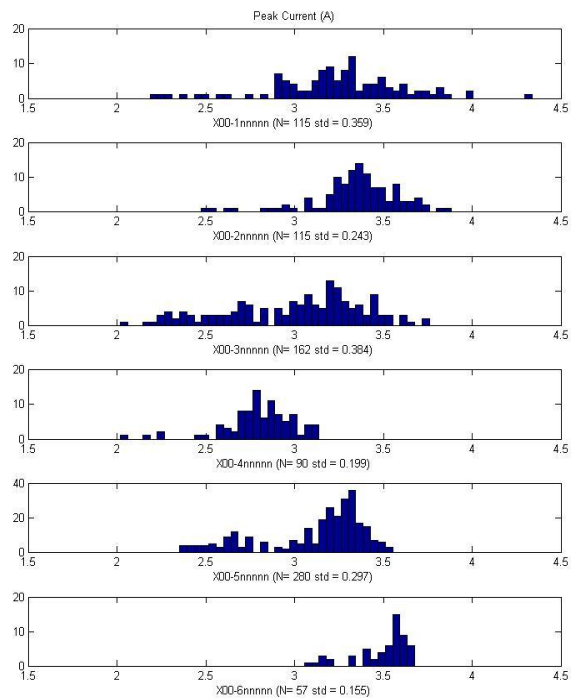 Peak Current (A)
20
10
0
1.5 2 2.5 3 3.5 4 4.5
X00-1nnnnn (N= 115 std = 0.359)
20
10
0
1.5 2 2.5 3 3.5 4 4.5
X00-2nnnnn (N= 115 std = 0.243)
20
10
0
1.5 2 2.5 3 3.5 4 4.5
X00-3nnnnn (N= 162 std = 0.384)
20
10
0
1.5 2 2.5 3 3.5 4 4.5
X00-4nnnnn (N= 90 std = 0.199)
40
20
0
1.5 2 2.5 3 3.5 4 4.5
X00-5nnnnn (N= 280 std = 0.297)
20
10
0
1.5 2 2.5 3 3.5 4 4.5
X00-6nnnnn (N= 57 std = 0.155)